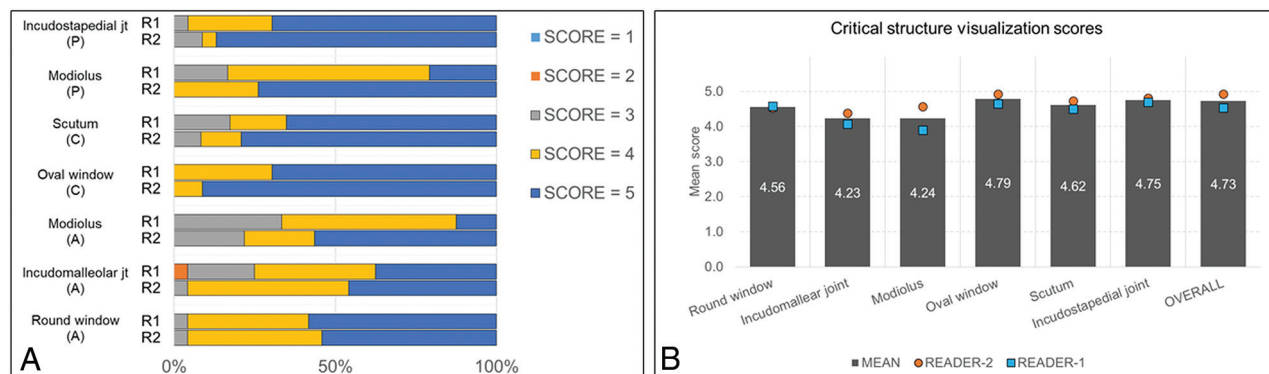 Incudostapedial jt
(P)
R1
R2
Modiolus
(P)
R1
R2
Scutum
(C)
R1
R2
Oval window
(C)
R1
R2
Modiolus
(A)
R1
R2
Incudomalleolar jt
(A)
R1
R2
Round window
(A)
R1
R2
0%
50%
100%
SCORE = 1
SCORE = 2
SCORE = 3
SCORE = 4
SCORE = 5
A
Critical structure visualization scores
Mean score
5.0
4.0
3.0
2.0
1.0
0.0
4.56
4.23
4.24
4.79
4.62
4.75
4.73
Round window
Incudomallear joint
Modiolus
Oval window
Scutum
Incudostapedial joint
OVERALL
MEAN
READER-2
READER-1
B